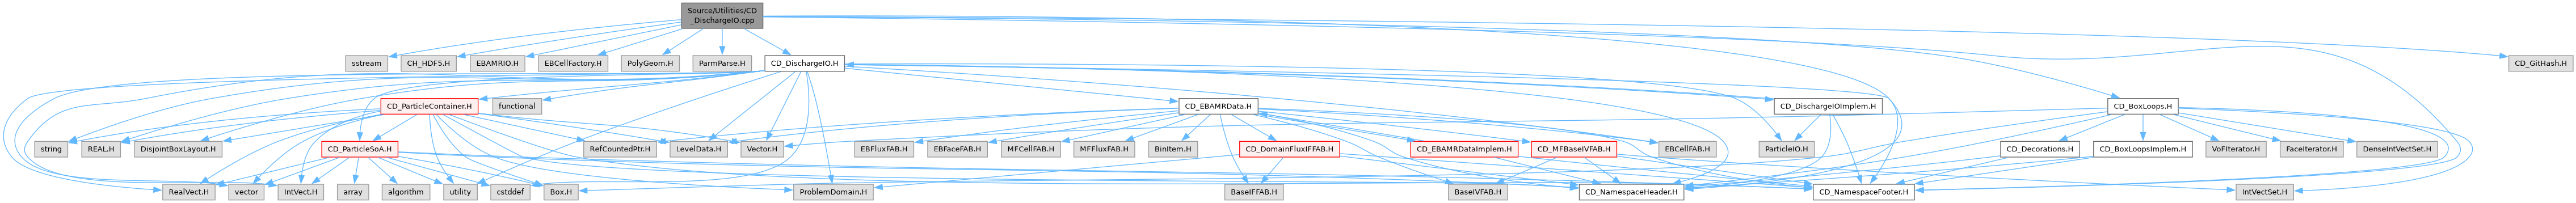 Source/Utilities/CD
_DischargeIO.cpp
sstream
CH_HDF5.H
EBAMRIO.H
EBCellFactory.H
PolyGeom.H
ParmParse.H
CD_DischargeIO.H
CD_GitHash.H
CD_ParticleContainer.H
functional
CD_EBAMRData.H
CD_DischargeIOImplem.H
CD_BoxLoops.H
string
REAL.H
DisjointBoxLayout.H
CD_ParticleSoA.H
RefCountedPtr.H
LevelData.H
Vector.H
EBFluxFAB.H
EBFaceFAB.H
MFCellFAB.H
MFFluxFAB.H
BinItem.H
CD_DomainFluxIFFAB.H
CD_EBAMRDataImplem.H
CD_MFBaseIVFAB.H
EBCellFAB.H
ParticleIO.H
CD_Decorations.H
CD_BoxLoopsImplem.H
VoFIterator.H
FaceIterator.H
DenseIntVectSet.H
RealVect.H
vector
IntVect.H
array
algorithm
utility
cstddef
Box.H
ProblemDomain.H
BaseIFFAB.H
BaseIVFAB.H
CD_NamespaceHeader.H
CD_NamespaceFooter.H
IntVectSet.H